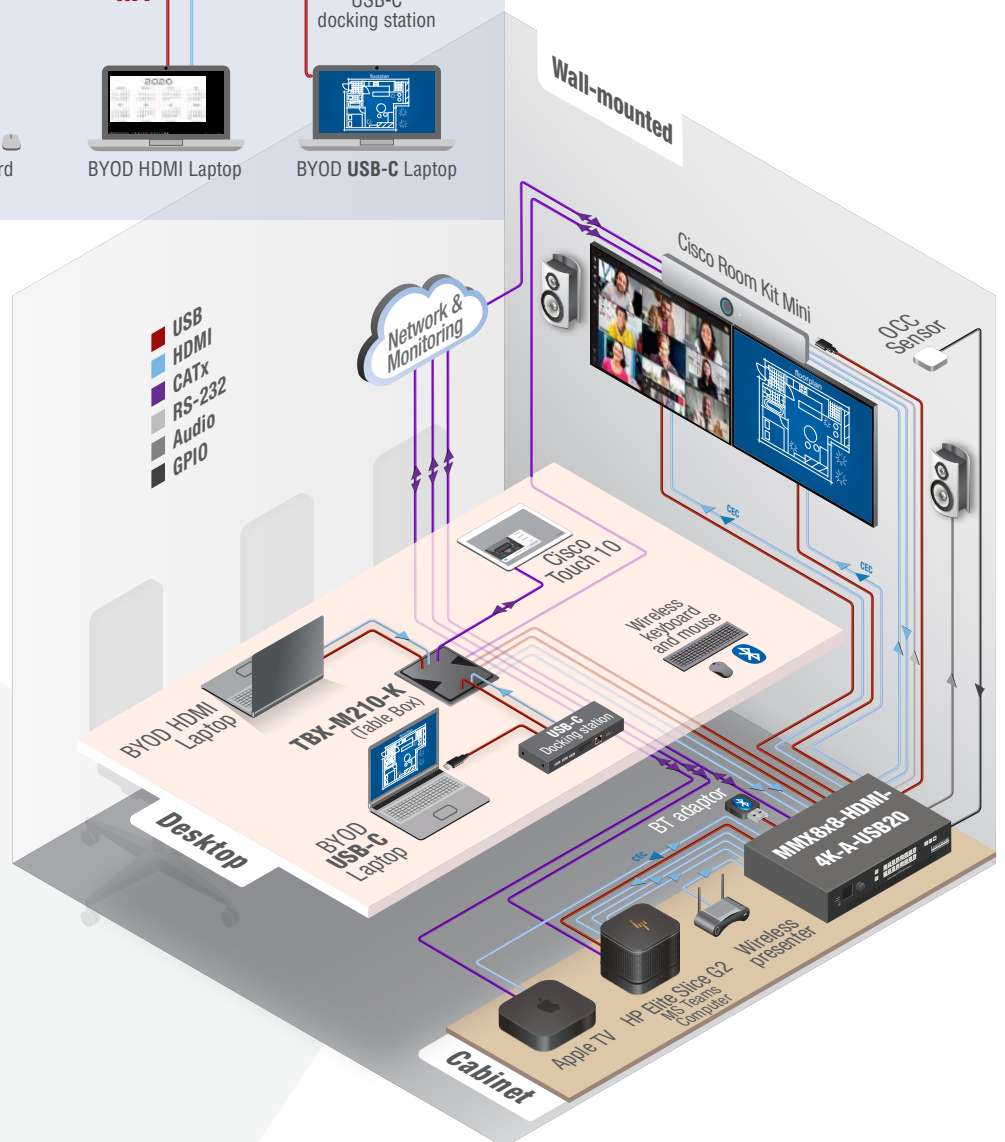 USB-C
docking station
2020
floorplan
BYOD HDMI Laptop
BYOD USB-C Laptop
Wall-mounted
Cisco Room Kit Mini
OCC
Sensor
Network &
Monitoring
USB
HDMI
CATx
RS-232
Audio
GPIO
floorplan
CEC
CEC
Cisco
Touch 10
Wireless
keyboard
and mouse
BYOD HDMI
Laptop
TBX-M210-K
(Table Box)
USB-C
Docking station
BYOD
USB-C
Laptop
Desktop
BT adaptor
CEC
MMX8x8-HDMI-
4K-A-USB20
Wireless
presenter
HP Elite Slice G2
MS Teams
Computer
Apple TV
Cabinet